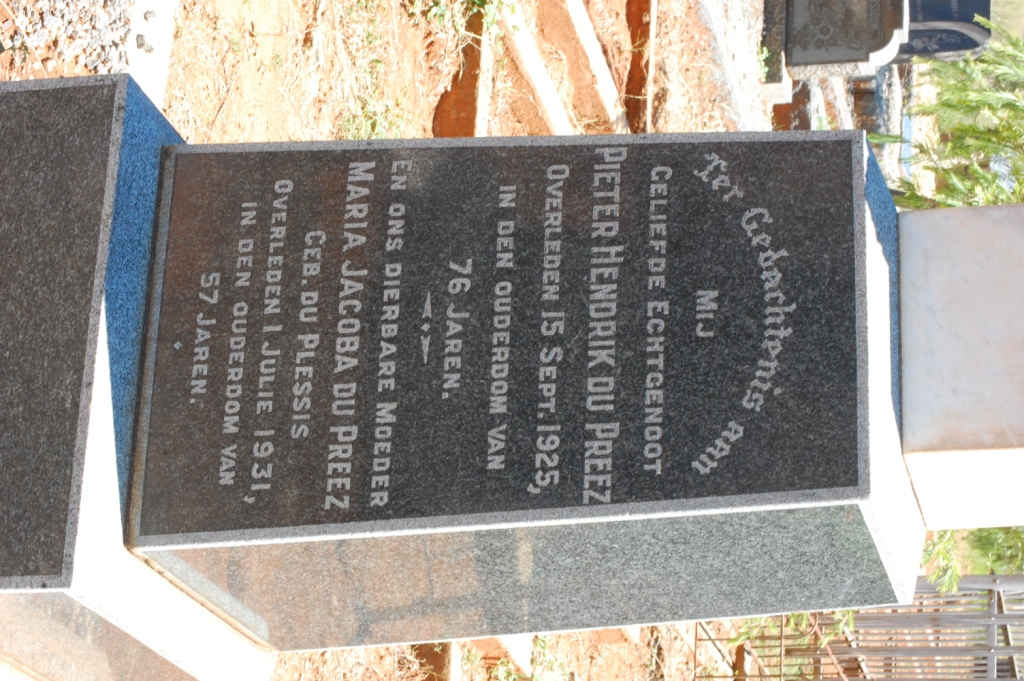 Ter Gedachtenis aan
MIJ
GELIEFDE ECHTGENOOT
PIETER HENDRIK DU PREEZ
OVERLEDEN 15 SEPT. 1925,
IN DEN OUDERDOM VAN
76 JAREN.
EN ONS DIERBARE MOEDER
MARIA JACOBA DU PREEZ
GEB. DU PLESSSIS
OVERLEDEN 1 JULIE 1931,
IN DEN OUDERDOM VAN
57 JAREN.